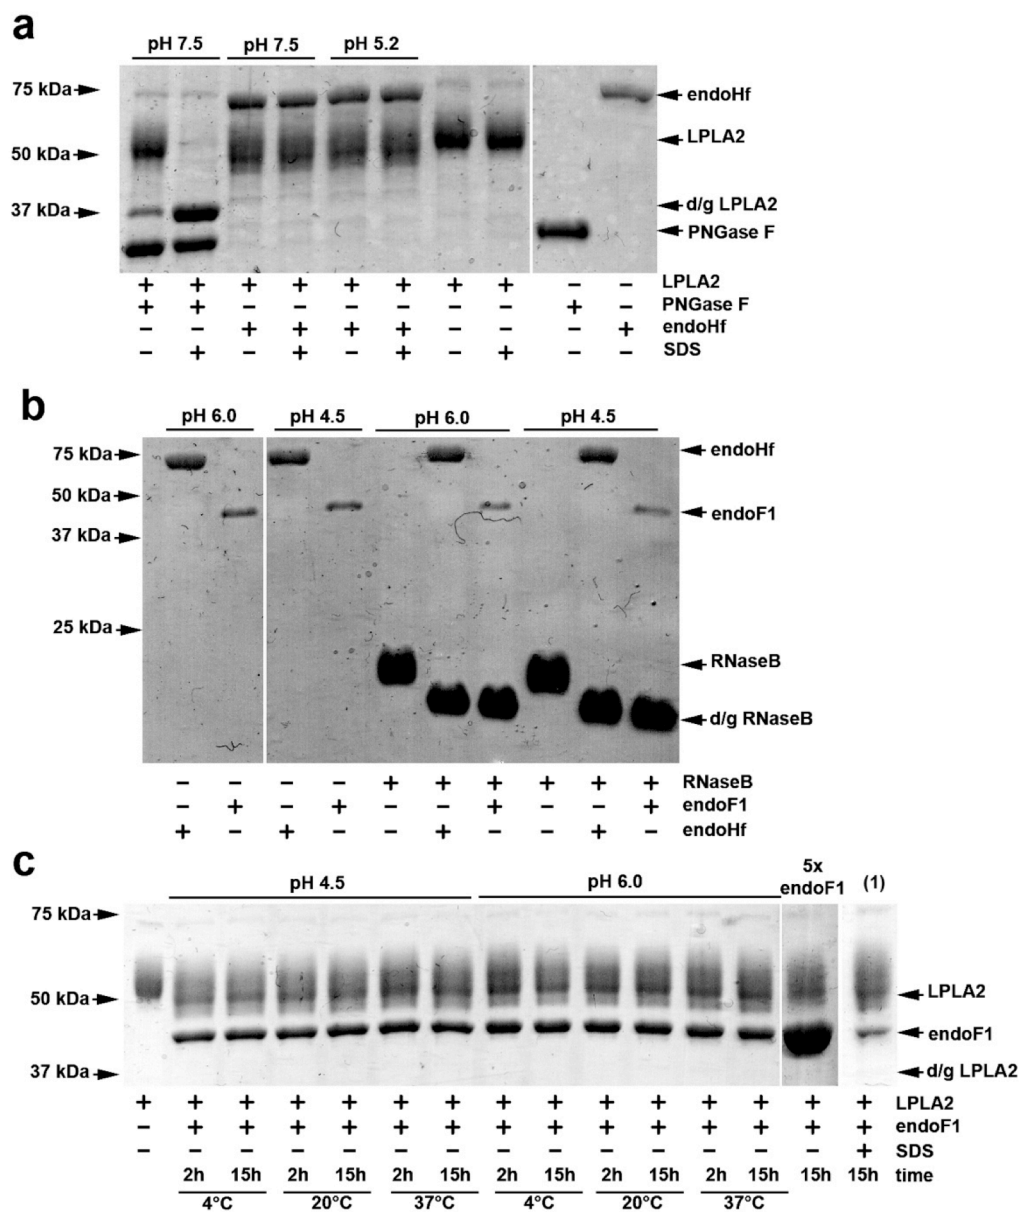 a
pH 7.5 pH 7.5 pH 5.2
75 kDa endoHf
LPLA2
50 kDa
37 kDa d/g LPLA2
PNGase F
+ + + + + + + + − − LPLA2
+ + − − − − − − + − PNGase F
− − + + + + − − − + endoHf
− + − + − + − + − − SDS
b
pH 6.0 pH 4.5 pH 6.0 pH 4.5
75 kDa endoHf
50 kDa
endoF1
37 kDa
25 kDa
RNaseB
d/g RNaseB
− − − − + + + + + + RNaseB
− + − + − − + − − + endoF1
+ − + − − + − − + − endoHf
c
5x
pH 4.5 pH 6.0 endoF1 (1)
75 kDa
50 kDa LPLA2
endoF1
37 kDa d/g LPLA2
+ + + + + + + + + + + + + + + LPLA2
− + + + + + + + + + + + + + + endoF1
− − − − − − − − − − − − − − + SDS
2h 15h 2h 15h 2h 15h 2h 15h 2h 15h 2h 15h 15h 15h time
4°C 20°C 37°C 4°C 20°C 37°C